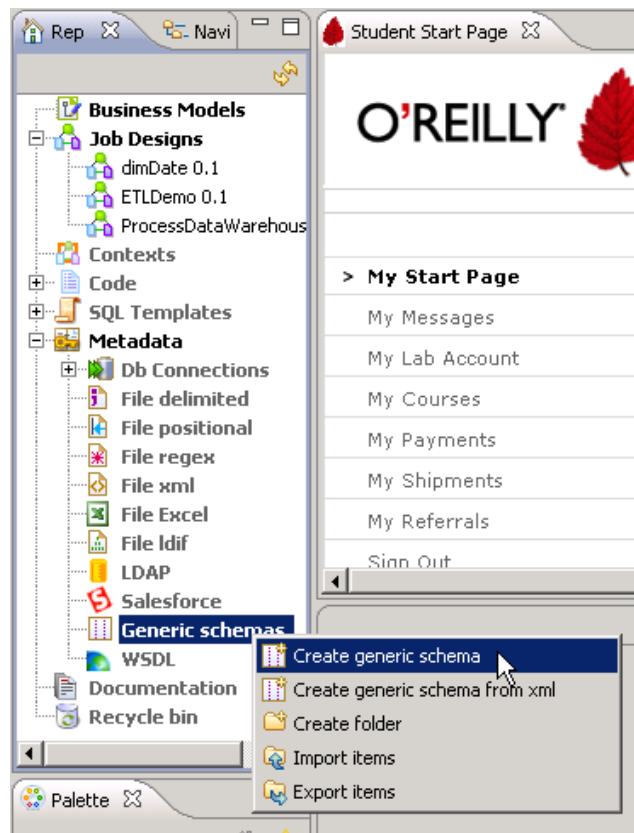 Rep
Navi
Student Start Page
Business Models
Job Designs
dimDate 0.1
ETLDemo 0.1
ProcessDataWarehous
Contexts
Code
SQL Templates
Metadata
Db Connections
File delimited
File positional
File regex
File xml
File Excel
File ldif
LDAP
Salesforce
Generic schemas
WSDL
Documentation
Recycle bin
O'REILLY
> My Start Page
My Messages
My Lab Account
My Courses
My Payments
My Shipments
My Referrals
Sign Out
Create generic schema
Create generic schema from xml
Create folder
Import items
Export items
Palette